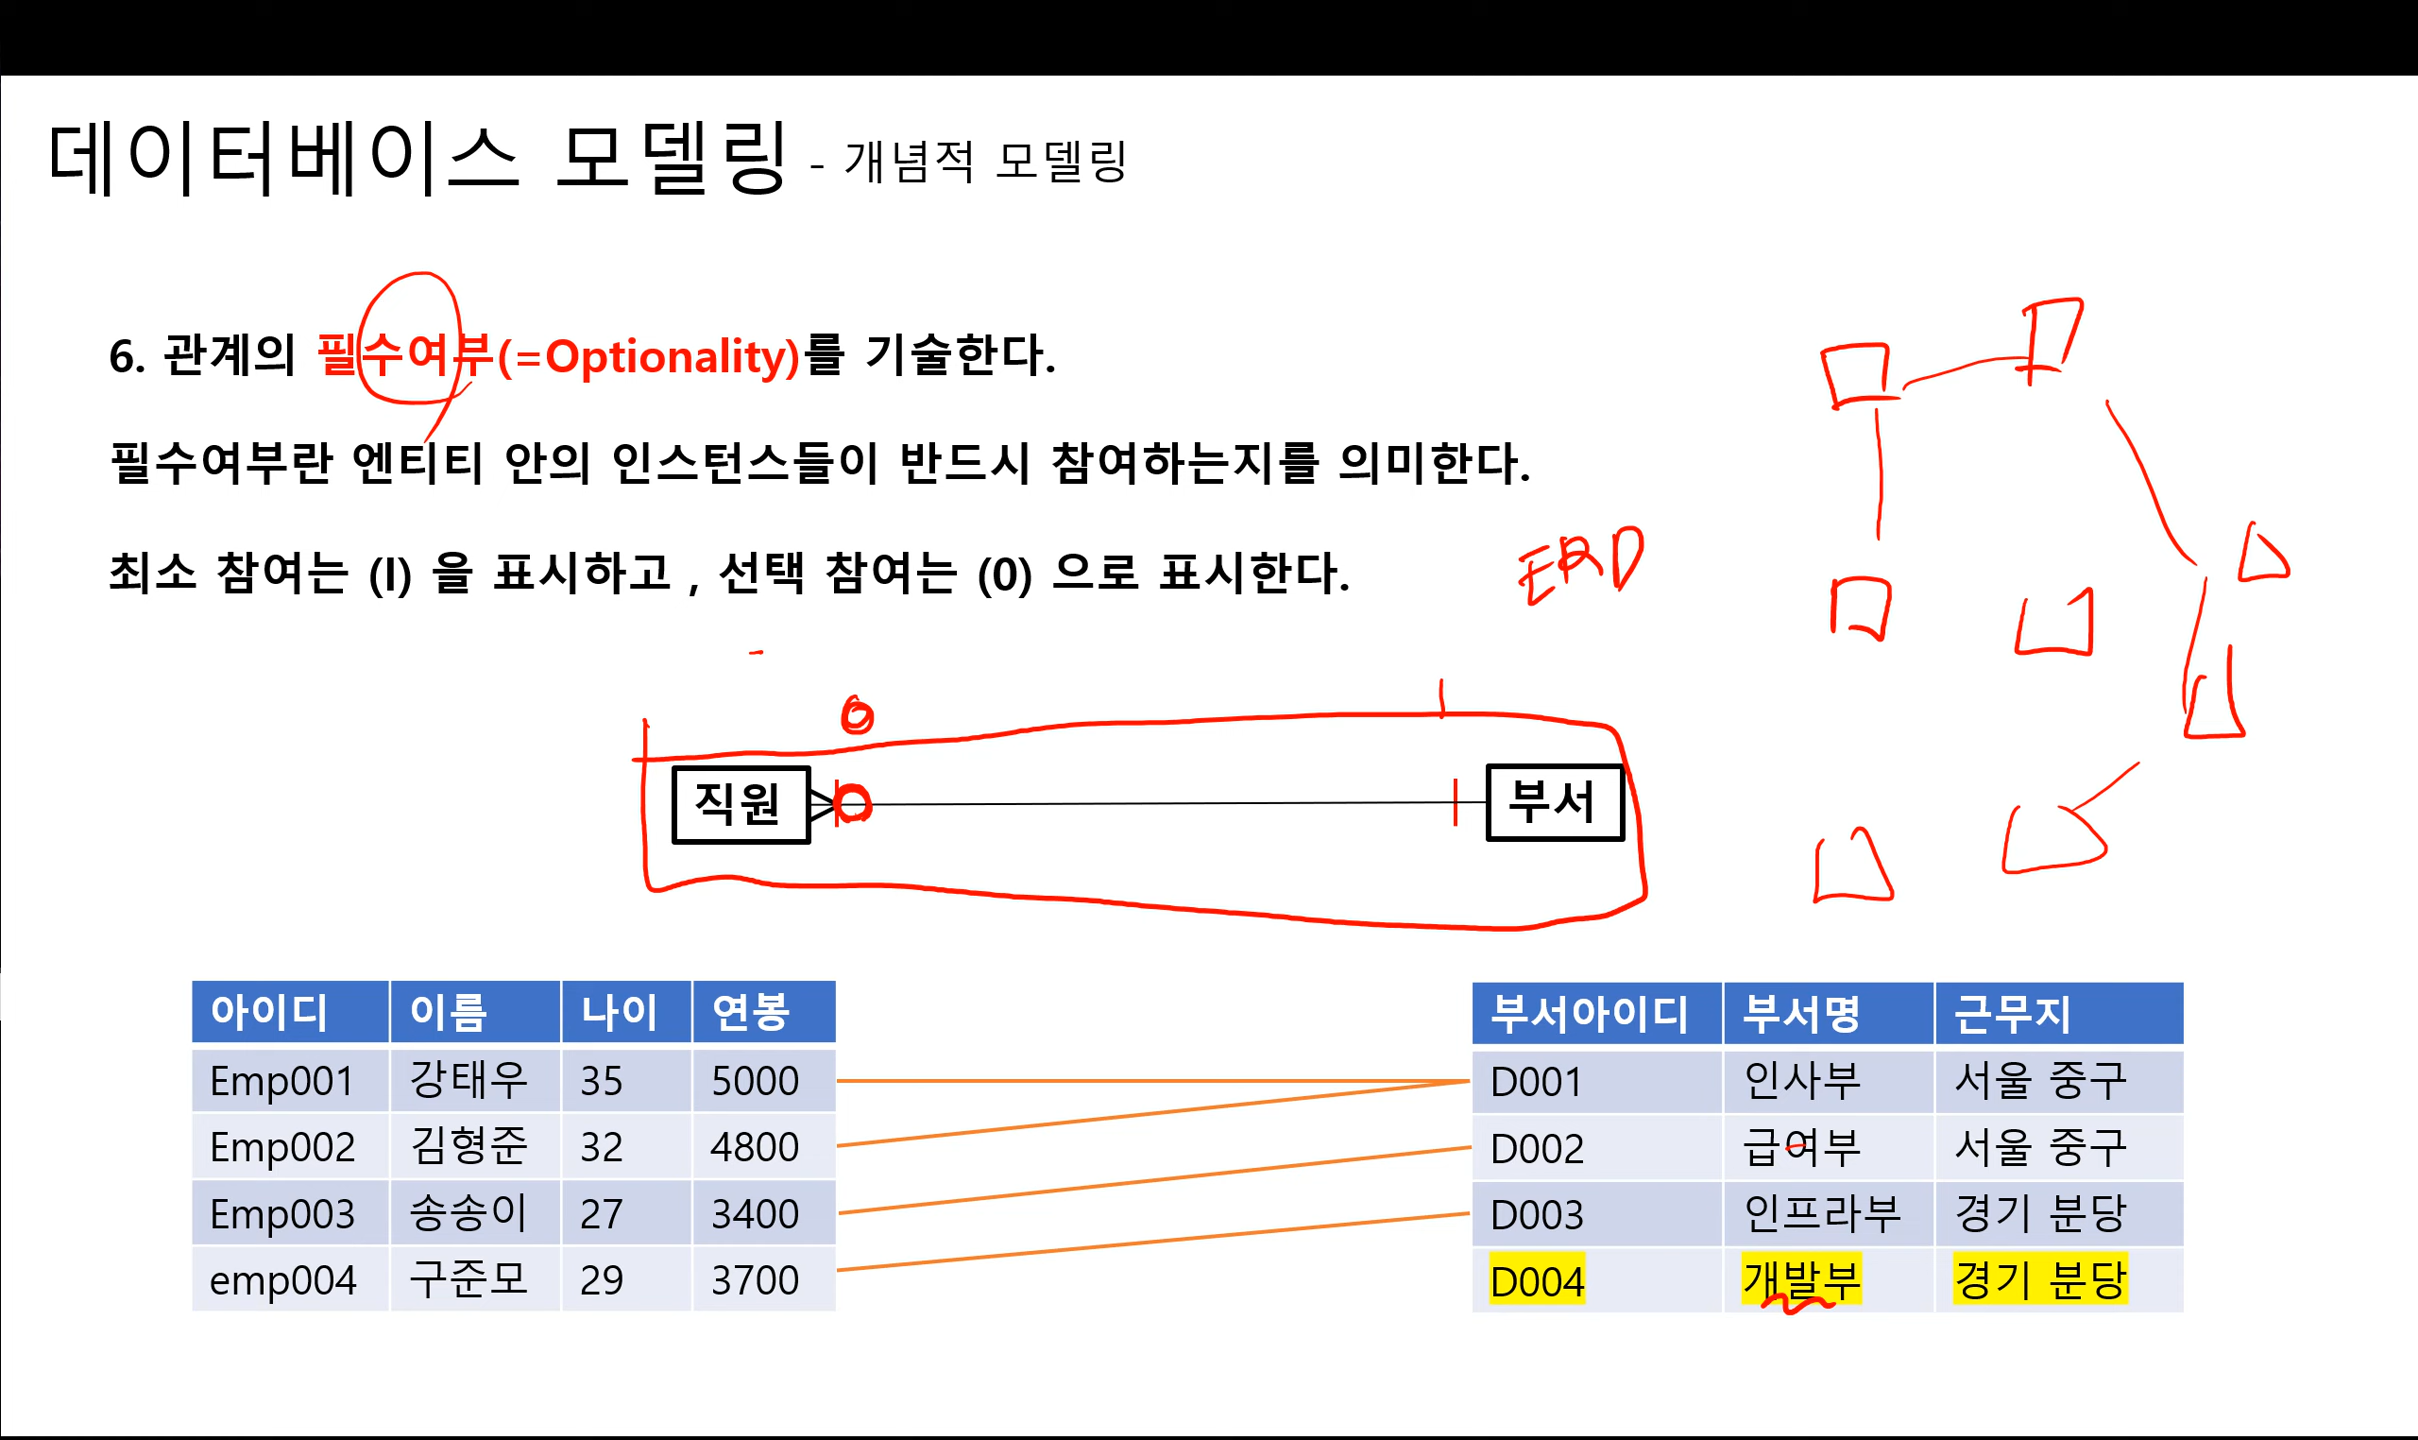 데이터베이스 모델링 - 개념적 모델링
6. 관계의 필수여부(=Optionality)를 기술한다.
필수여부란 엔티티 안의 인스턴스들이 반드시 참여하는지를 의미한다.
최소 참여는 (I) 을 표시하고 , 선택 참여는 (0) 으로 표시한다.
ERD
직원 부서
아이디 이름 나이 연봉
Emp001 강태우 35 5000
Emp002 김형준 32 4800
Emp003 송송이 27 3400
emp004 구준모 29 3700
부서아이디 부서명 근무지
D001 인사부 서울 중구
D002 급여부 서울 중구
D003 인프라부 경기 분당
D004 개발부 경기 분당